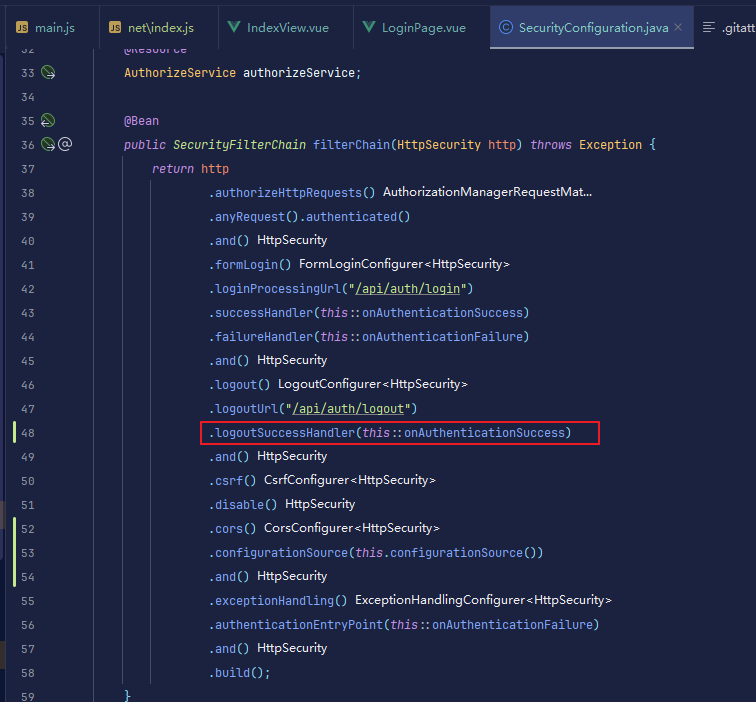 JS main.js JS net\index.js IndexView.vue LoginPage.vue SecurityConfiguration.java × .gitatt
32 @Resource
33 AuthorizeService authorizeService;
34
35 @Bean
36 @ public SecurityFilterChain filterChain(HttpSecurity http) throws Exception {
37 return http
38 .authorizeHttpRequests() AuthorizationManagerRequestMat...
39 .anyRequest().authenticated()
40 .and() HttpSecurity
41 .formLogin() FormLoginConfigurer<HttpSecurity>
42 .loginProcessingUrl("/api/auth/login")
43 .successHandler(this::onAuthenticationSuccess)
44 .failureHandler(this::onAuthenticationFailure)
45 .and() HttpSecurity
46 .logout() LogoutConfigurer<HttpSecurity>
47 .logoutUrl("/api/auth/logout")
48 .logoutSuccessHandler(this::onAuthenticationSuccess)
49 .and() HttpSecurity
50 .csrf() CsrfConfigurer<HttpSecurity>
51 .disable() HttpSecurity
52 .cors() CorsConfigurer<HttpSecurity>
53 .configurationSource(this.configurationSource())
54 .and() HttpSecurity
55 .exceptionHandling() ExceptionHandlingConfigurer<HttpSecurity>
56 .authenticationEntryPoint(this::onAuthenticationFailure)
57 .and() HttpSecurity
58 .build();
59 }